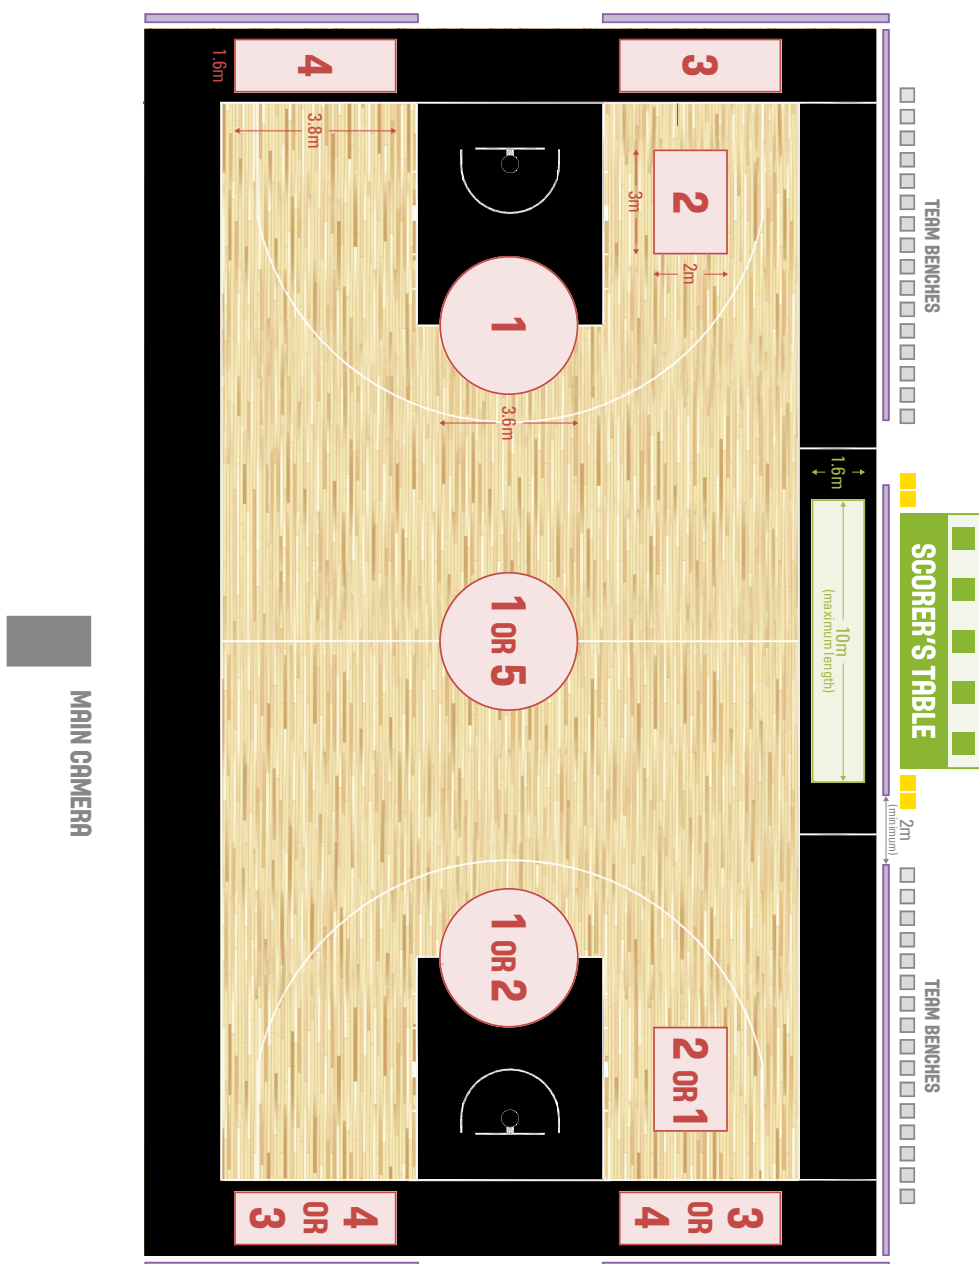 4
3
1.6m
3.8m
2
3m
2m
TEAM BENCHES
1
3.6m
1.6m
SCORER'S TABLE
10m
(maximum length)
1 OR 5
MAIN CAMERA
2m
(minimum)
1 OR 2
2 OR 1
TEAM BENCHES
4 OR 3
3 OR 4